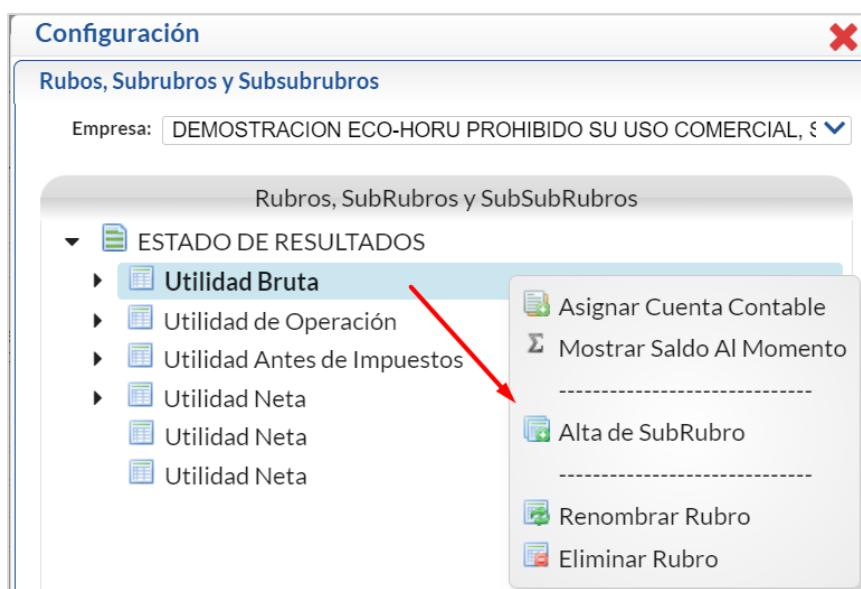 Configuración
Rubos, Subrubros y Subsubrubros
Empresa: DEMOSTRACION ECO-HORU PROHIBIDO SU USO COMERCIAL, S
Rubros, SubRubros y SubSubRubros
ESTADO DE RESULTADOS
Utilidad Bruta
Utilidad de Operación
Utilidad Antes de Impuestos
Utilidad Neta
Utilidad Neta
Utilidad Neta
Asignar Cuenta Contable
Σ Mostrar Saldo Al Momento
------------------------------
Alta de SubRubro
------------------------------
Renombrar Rubro
Eliminar Rubro